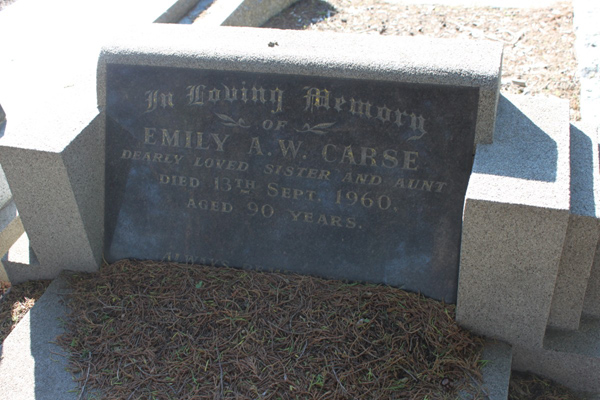 In Loving Memory
OF
EMILY A.W. CARSE
DEARLY LOVED SISTER AND AUNT
DIED 13TH SEPT. 1960.
AGED 90 YEARS.